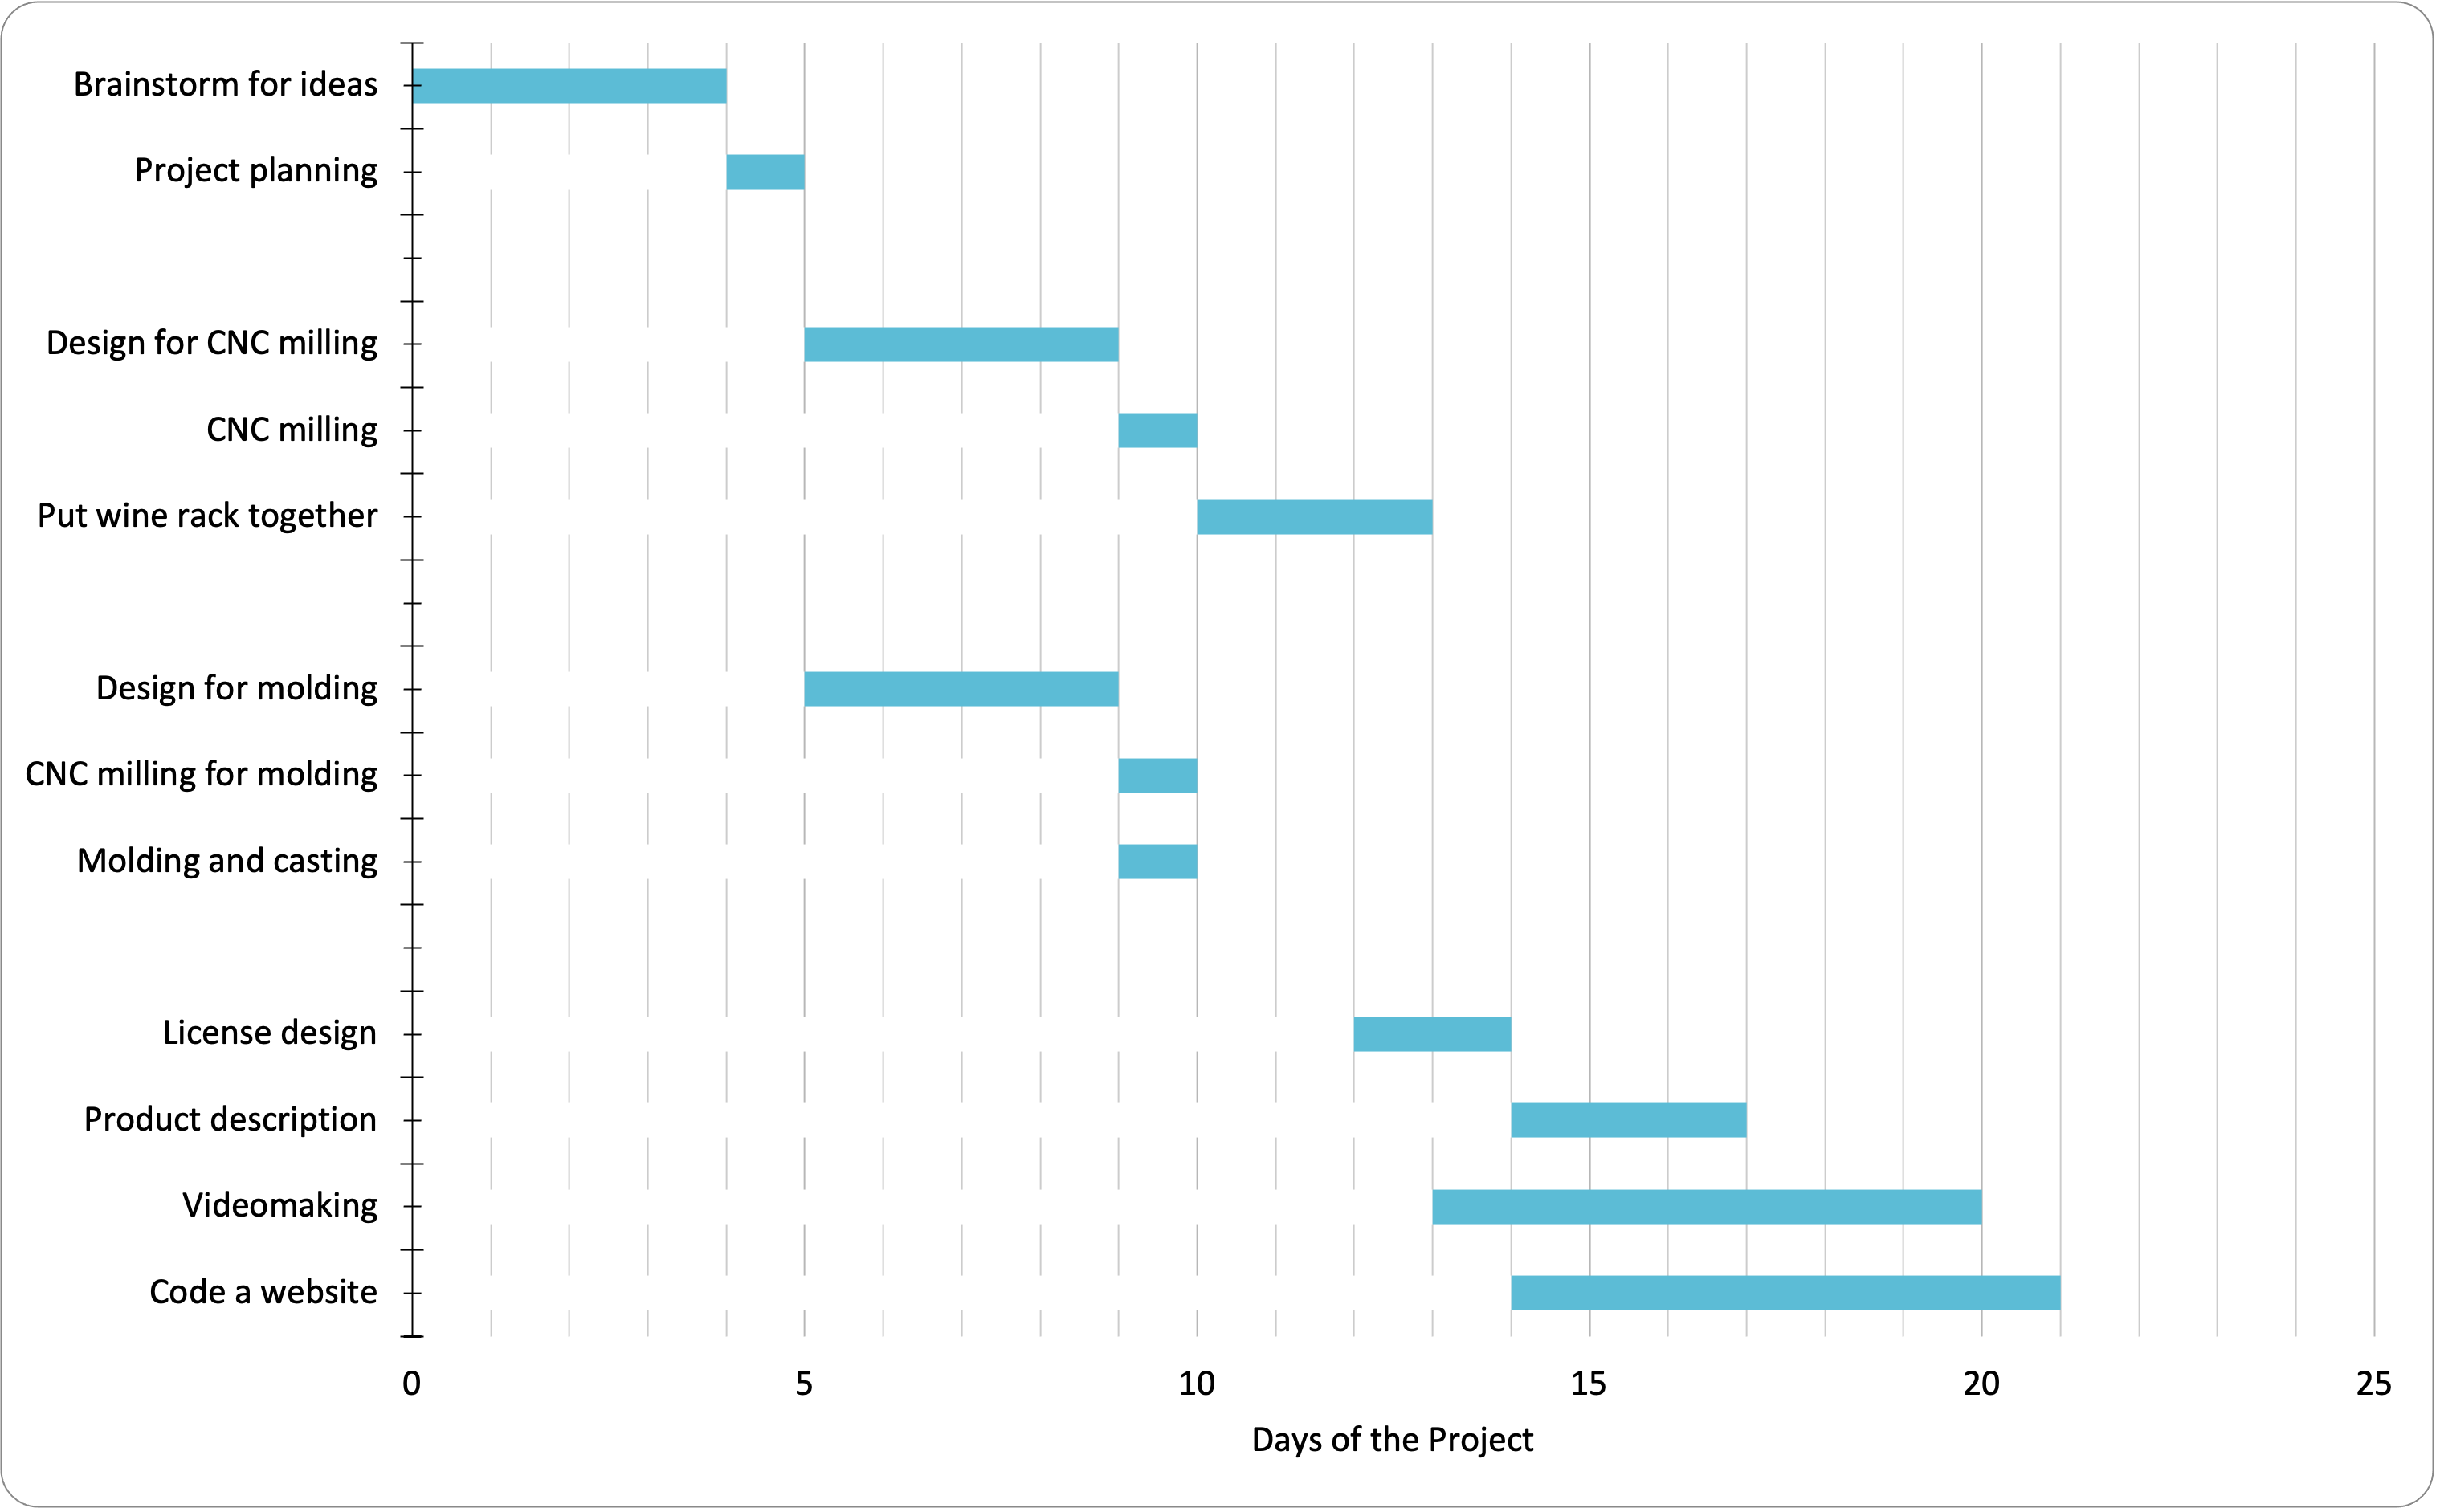 Brainstorm for ideas
Project planning
Design for CNC milling
CNC milling
Put wine rack together
Design for molding
CNC milling for molding
Molding and casting
License design
Product description
Videomaking
Code a website
0 5 10 15 20 25
Days of the Project